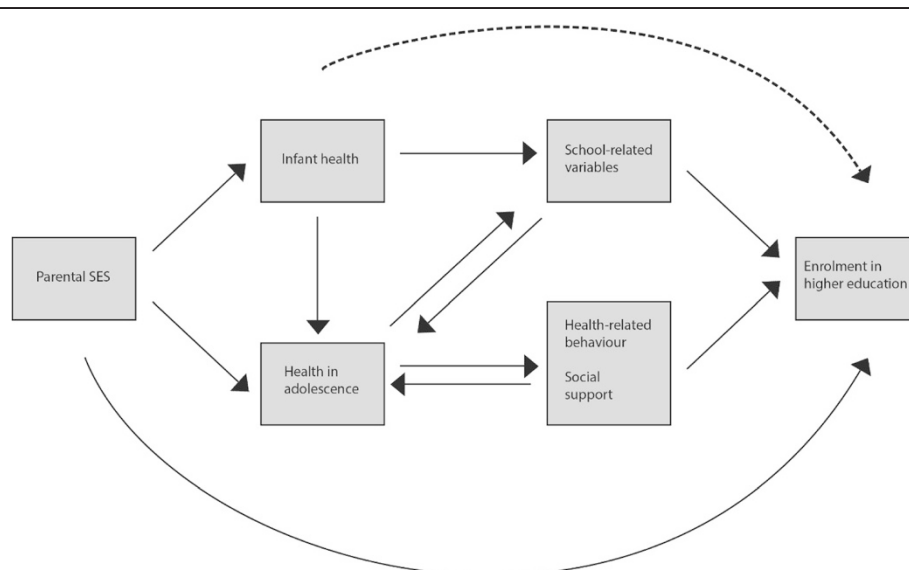 Infant health
School-related
variables
Parental SES
Enrolment in
higher education
Health in
adolescence
Health-related
behaviour
Social
support